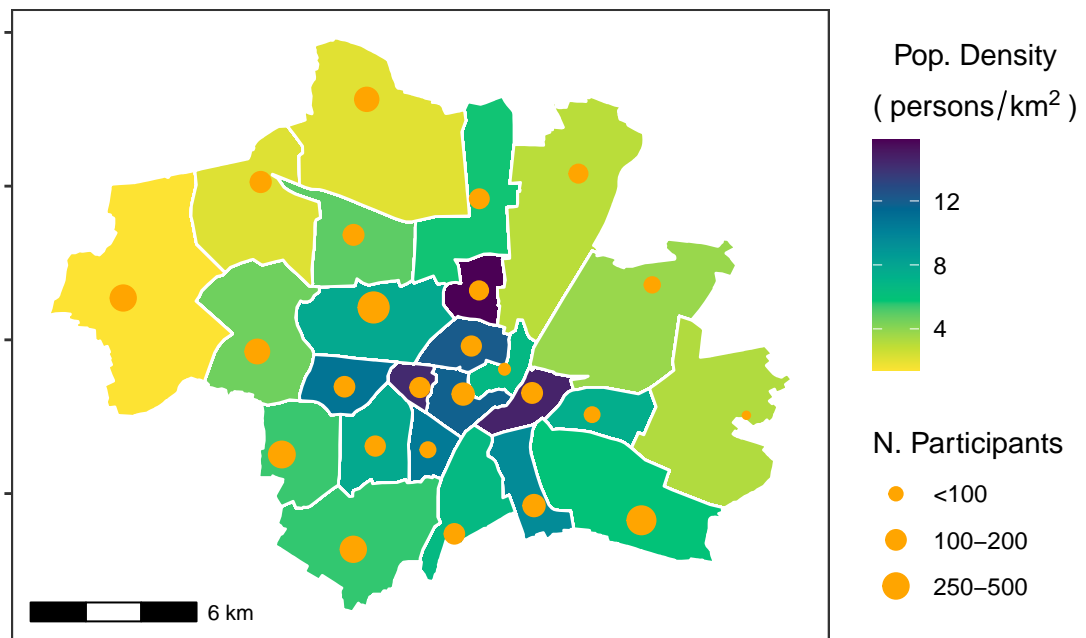 Pop. Density
( persons/km²)
12
8
4
N. Participants
<100
100−200
250−500
6 km